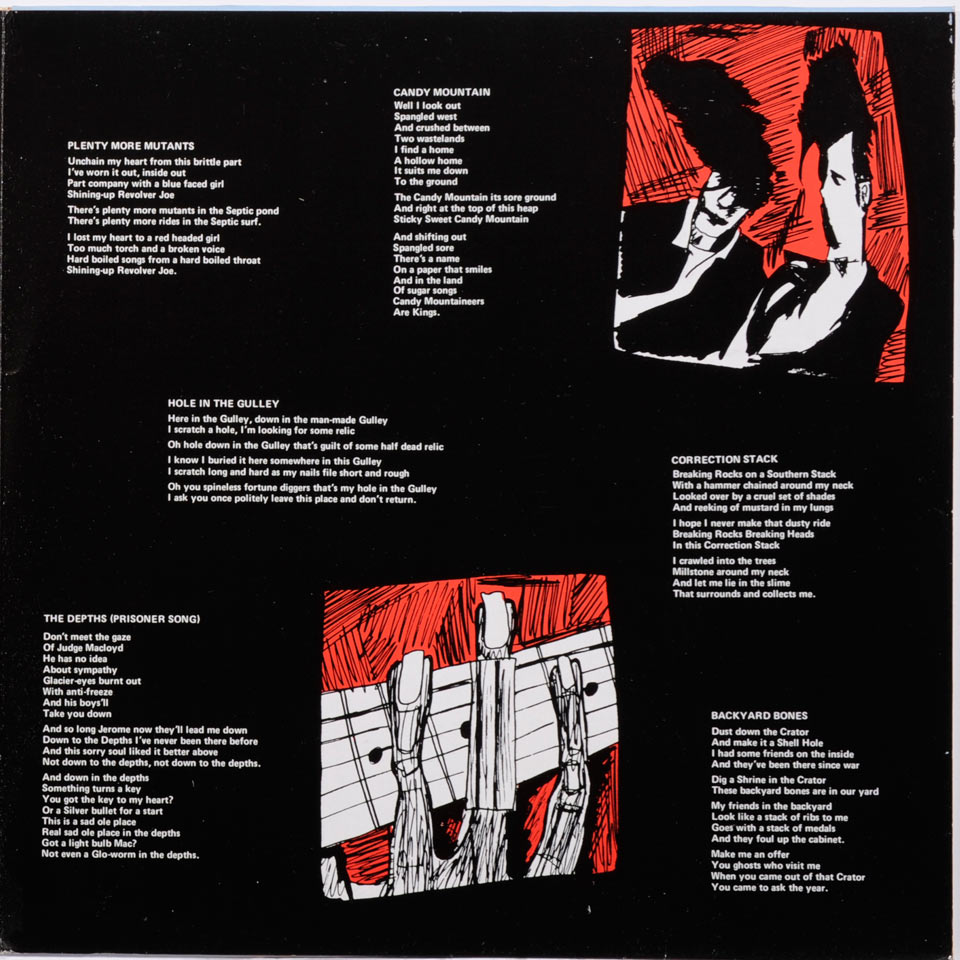 PLENTY MORE MUTANTS
Unchain my heart from this brittle part
I've worn it out, inside out
Part company with a blue faced girl
Shining-up Revolver Joe
There's plenty more mutants in the Septic pond
There's plenty more rides in the Septic surf.
I lost my heart to a red headed girl
Too much torch and a broken voice
Hard boiled songs from a hard boiled throat
Shining-up Revolver Joe.
CANDY MOUNTAIN
Well I look out
Spangled west
And crushed between
Two wastelands
I find a home
A hollow home
It suits me down
To the ground
The Candy Mountain its sore ground
And right at the top of this heap
Sticky Sweet Candy Mountain
And shifting out
Spangled sore
There's a name
On a paper that smiles
And in the land
Of sugar songs
Candy Mountaineers
Are Kings.
HOLE IN THE GULLEY
Here in the Gulley, down in the man-made Gulley
I scratch a hole, I'm looking for some relic
Oh hole down in the Gulley that's guilt of some half dead relic
I know I buried it here somewhere in this Gulley
I scratch long and hard as my nails file short and rough
Oh you spineless fortune diggers that's my hole in the Gulley
I ask you once politely leave this place and don't return.
CORRECTION STACK
Breaking Rocks on a Southern Stack
With a hammer chained around my neck
Looked over by a cruel set of shades
And reeking of mustard in my lungs
I hope I never make that dusty ride
Breaking Rocks Breaking Heads
In this Correction Stack
I crawled into the trees
Millstone around my neck
And let me lie in the slime
That surrounds and collects me.
THE DEPTHS (PRISONER SONG)
Don't meet the gaze
Of Judge Macloyd
He has no idea
About sympathy
Glacier-eyes burnt out
With anti-freeze
And his boys'll
Take you down
And so long Jerome now they'll lead me down
Down to the Depths I've never been there before
And this sorry soul liked it better above
Not down to the depths, not down to the depths.
And down in the depths
Something turns a key
You got the key to my heart?
Or a Silver bullet for a start
This is a sad ole place
Real sad ole place in the depths
Got a light bulb Mac?
Not even a Glo-worm in the depths.
BACKYARD BONES
Dust down the Crator
And make it a Shell Hole
I had some friends on the inside
And they've been there since war
Dig a Shrine in the Crator
These backyard bones are in our yard
My friends in the backyard
Look like a stack of ribs to me
Goes with a stack of medals
And they foul up the cabinet.
Make me an offer
You ghosts who visit me
When you came out of that Crator
You came to ask the year.